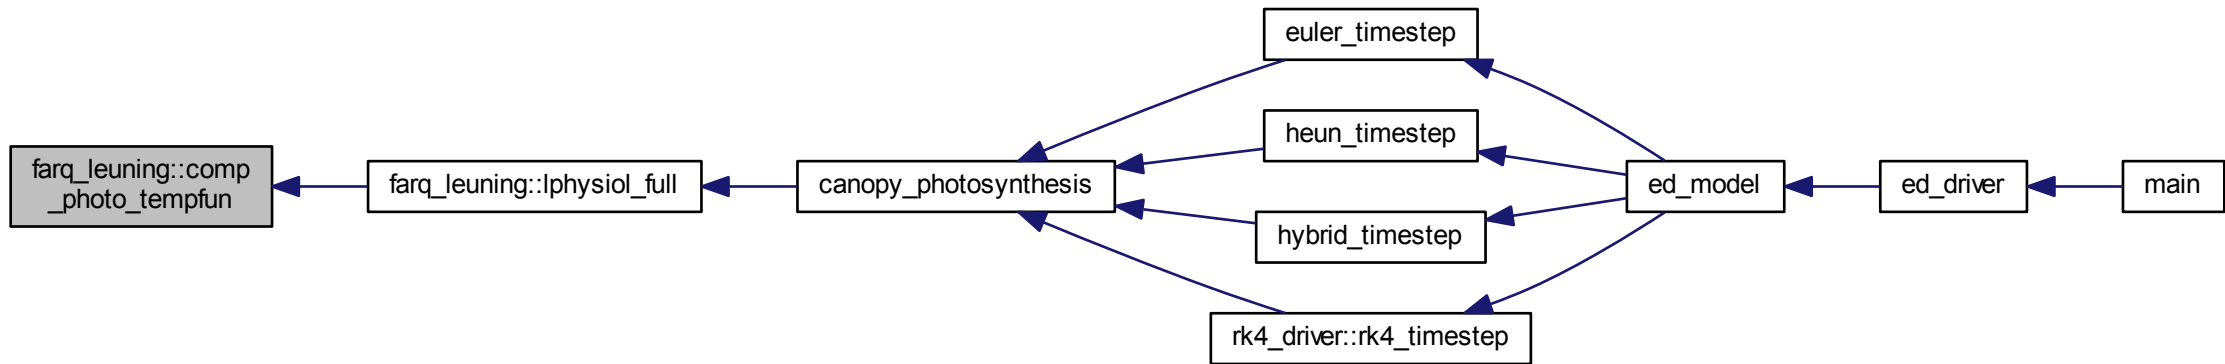 farq_leuning::comp
_photo_tempfun
farq_leuning::lphysiol_full
canopy_photosynthesis
euler_timestep
heun_timestep
hybrid_timestep
rk4_driver::rk4_timestep
ed_model
ed_driver
main